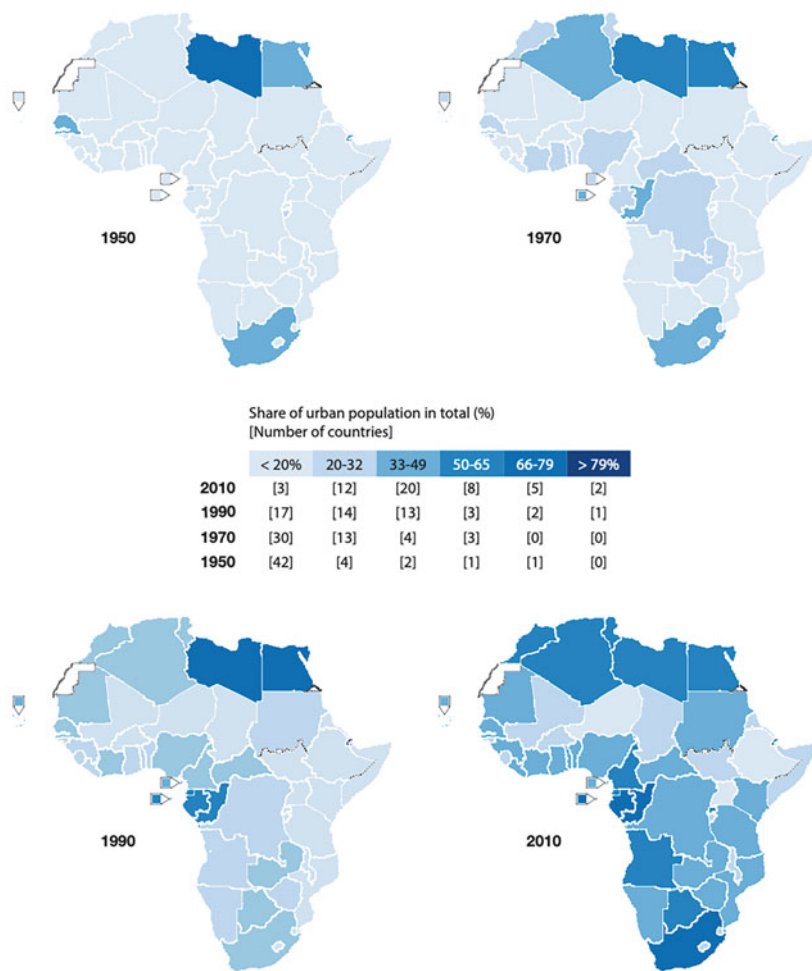 1950
1970
Share of urban population in total (%)
[Number of countries]
< 20% 20-32 33-49 50-65 66-79 > 79%
2010 [3] [12] [20] [8] [5] [2]
1990 [17] [14] [13] [3] [2] [1]
1970 [30] [13] [4] [3] [0] [0]
1950 [42] [4] [2] [1] [1] [0]
1990
2010